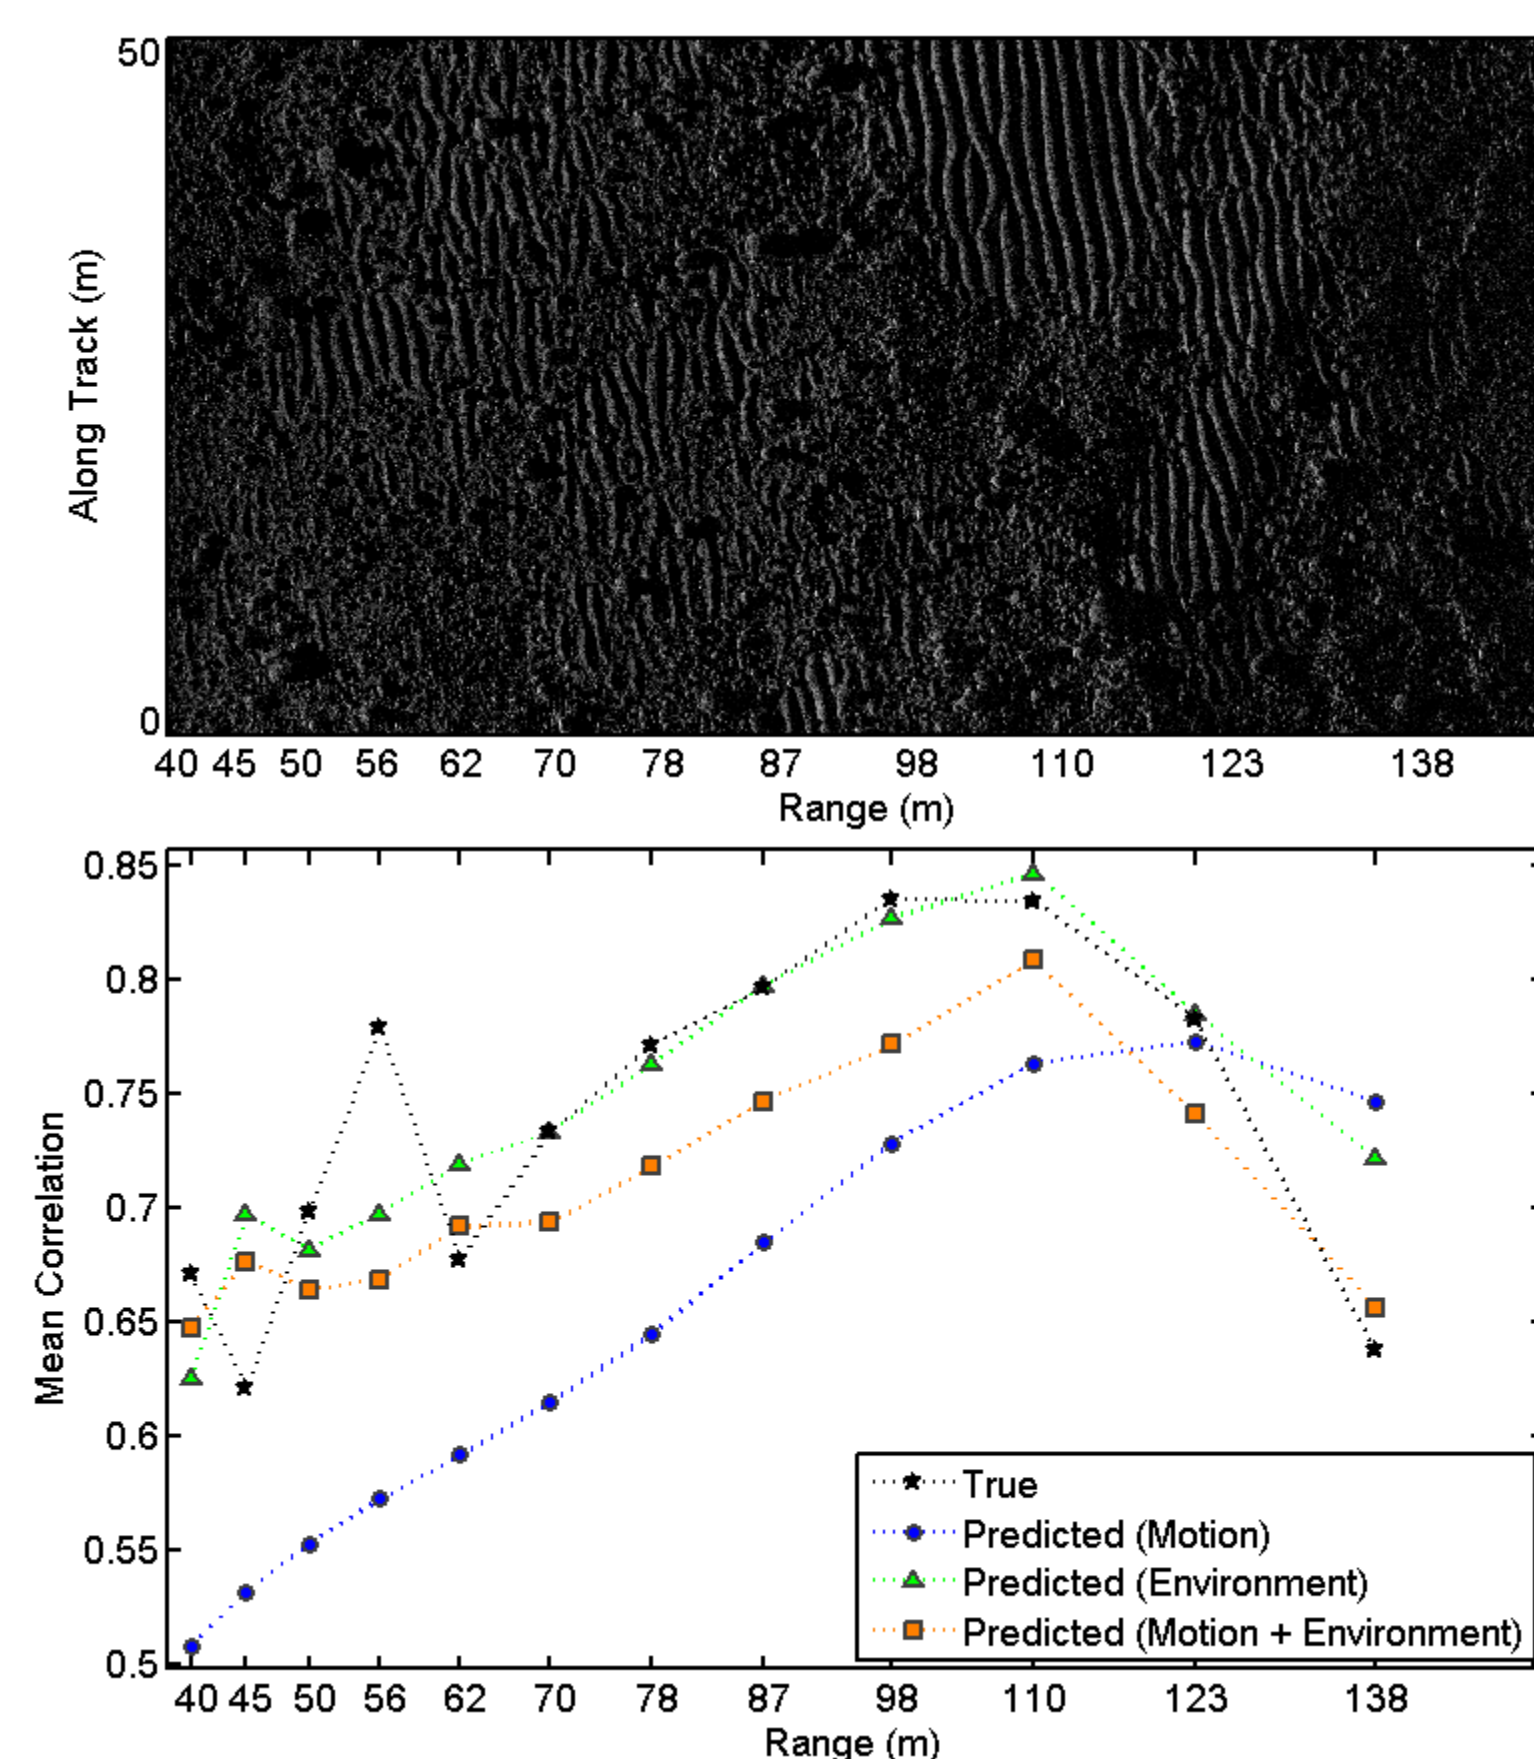 50
Along Track (m)
0
40 45 50 56 62 70 78 87 98 110 123 138
Range (m)
0.85
0.8
0.75
0.7
0.65
0.6
0.55
0.5
Mean Correlation
True
Predicted (Motion)
Predicted (Environment)
Predicted (Motion + Environment)
40 45 50 56 62 70 78 87 98 110 123 138
Range (m)